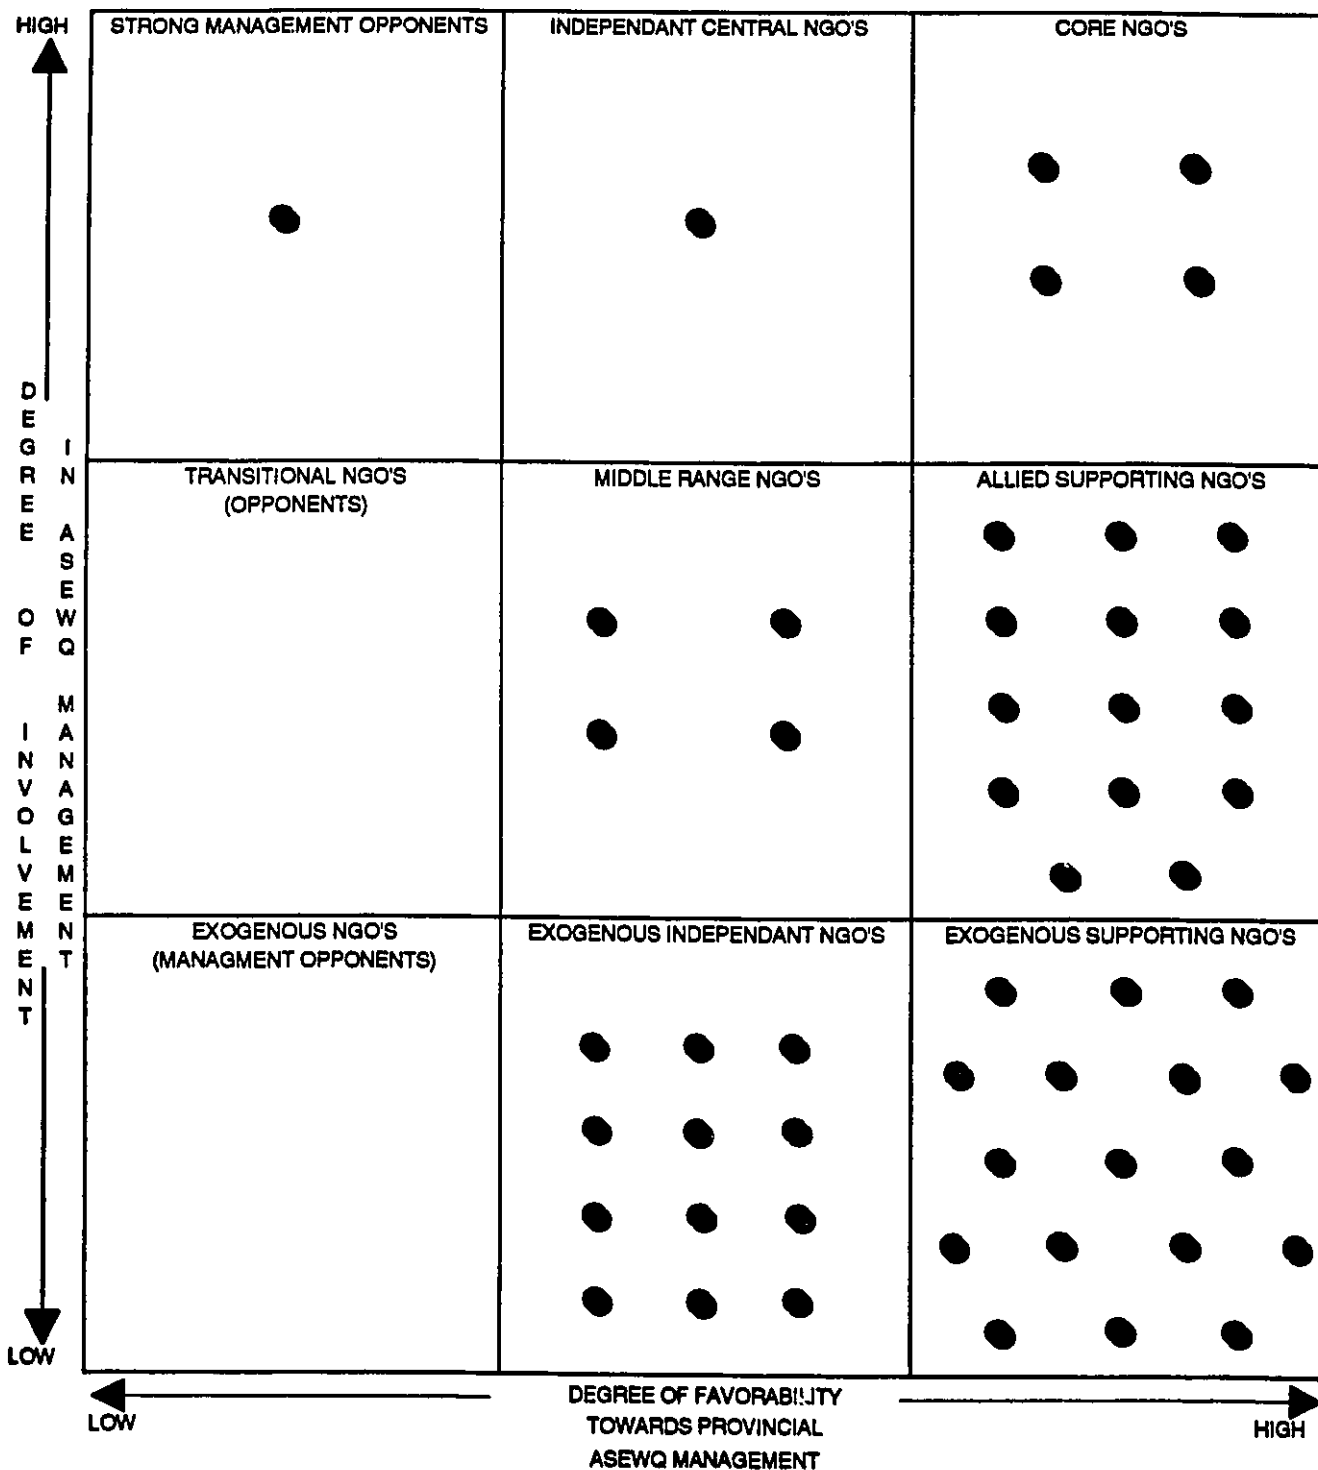 HIGH
STRONG MANAGEMENT OPPONENTS
INDEPENDANT CENTRAL NGO'S
CORE NGO'S
DEGREE OF INVOLVEMENT
IN ASEWQ MANAGEMENT
TRANSITIONAL NGO'S
(OPPONENTS)
MIDDLE RANGE NGO'S
ALLIED SUPPORTING NGO'S
EXOGENOUS NGO'S
(MANAGMENT OPPONENTS)
EXOGENOUS INDEPENDANT NGO'S
EXOGENOUS SUPPORTING NGO'S
LOW
LOW
DEGREE OF FAVORABILITY
TOWARDS PROVINCIAL
ASEWQ MANAGEMENT
HIGH